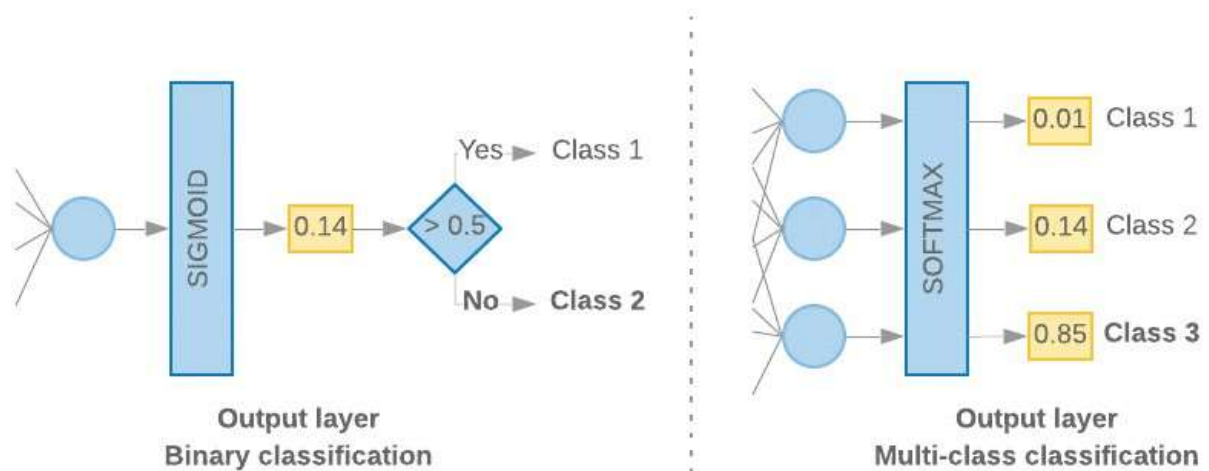 SIGMOID
0.14
> 0.5
Yes
Class 1
No
Class 2
Output layer
Binary classification
SOFTMAX
0.01
Class 1
0.14
Class 2
0.85
Class 3
Output layer
Multi-class classification